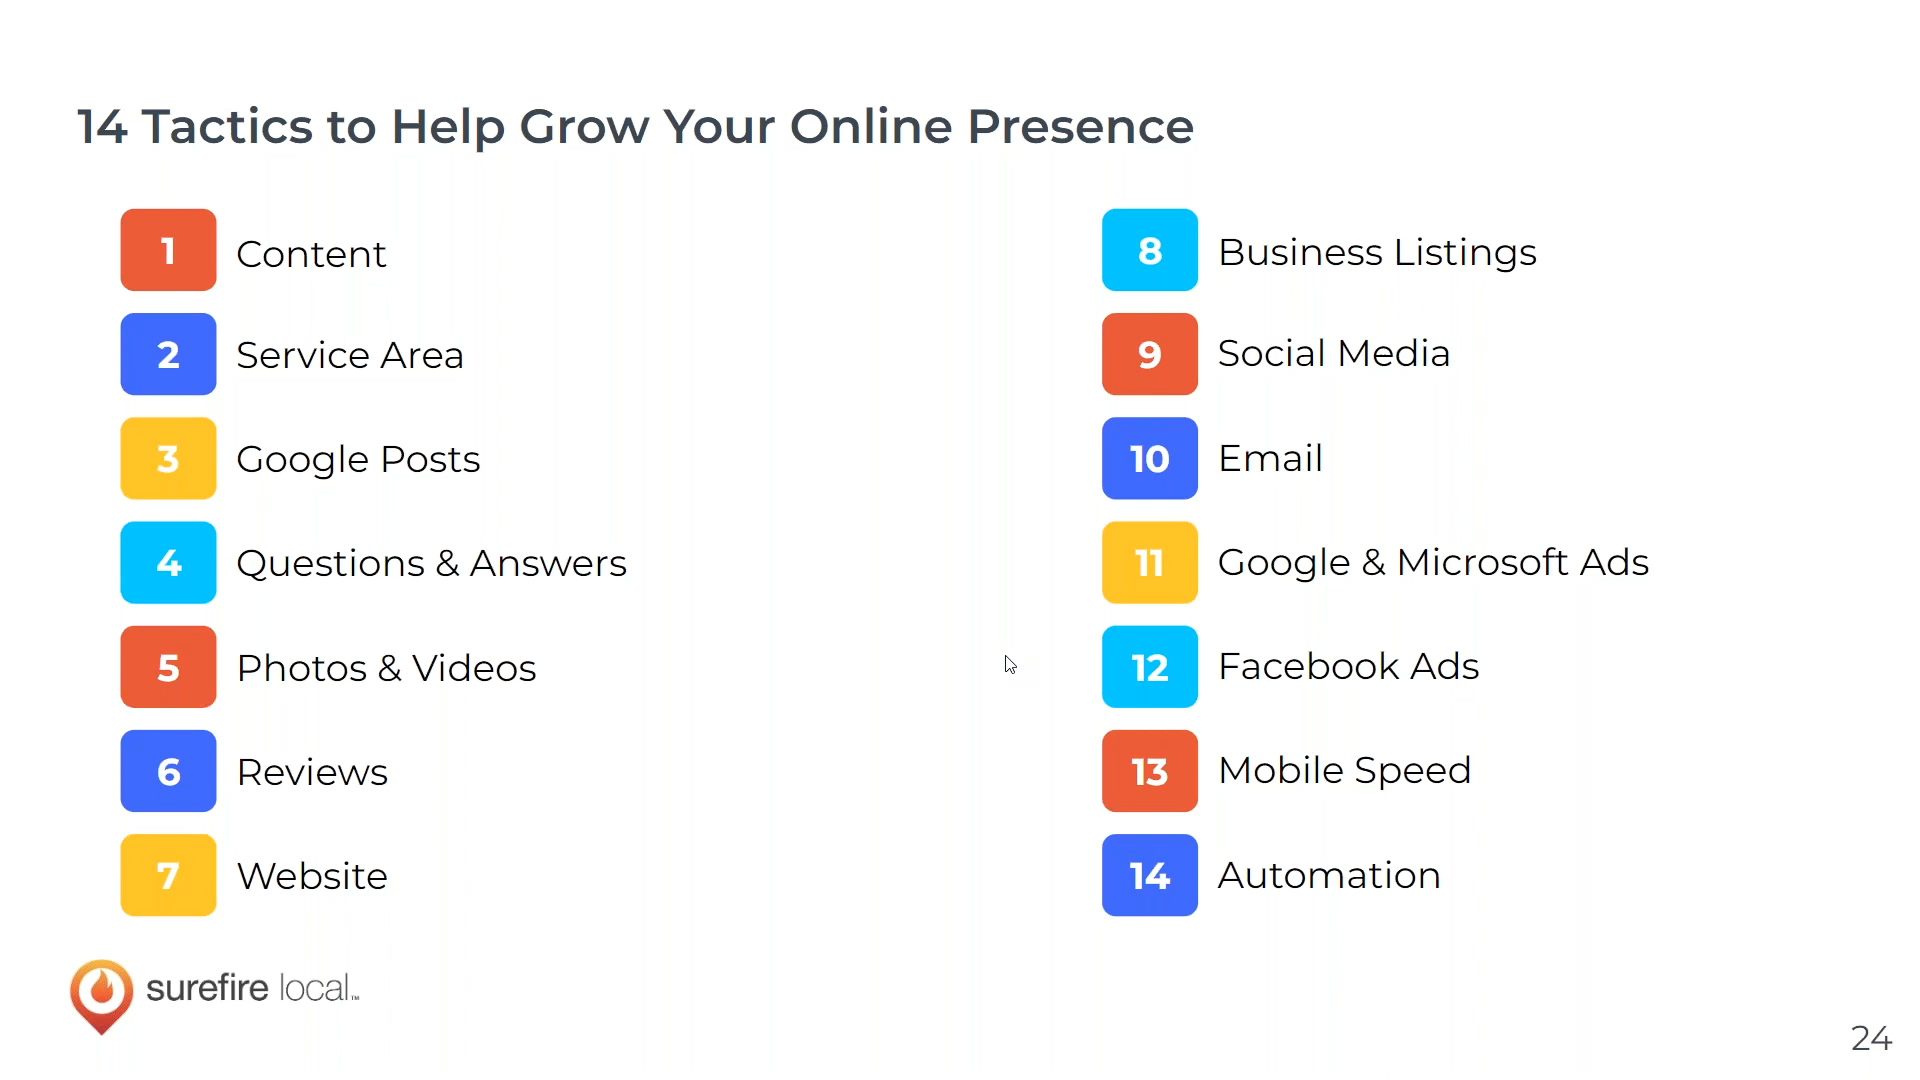 14 Tactics to Help Grow Your Online Presence
1 Content
2 Service Area
3 Google Posts
4 Questions & Answers
5 Photos & Videos
6 Reviews
7 Website
8 Business Listings
9 Social Media
10 Email
11 Google & Microsoft Ads
12 Facebook Ads
13 Mobile Speed
14 Automation
surefire local™
24